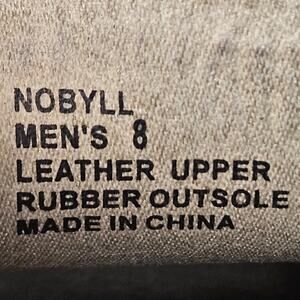 NOBYLL
MEN'S 8
LEATHER UPPER
RUBBER OUTSOLE
MADE IN CHINA